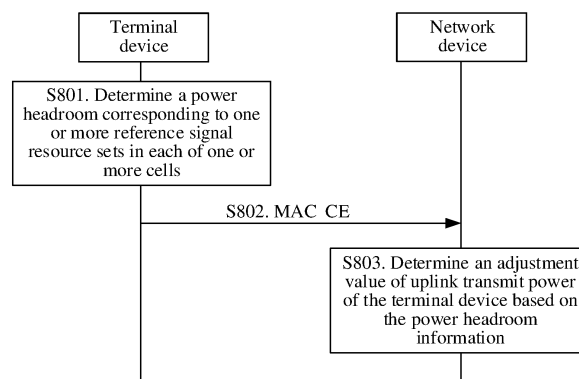 Terminal
device
Network
device
S801. Determine a power
headroom corresponding to one
or more reference signal
resource sets in each of one or
more cells
S802. MAC CE
S803. Determine an adjustment
value of uplink transmit power
of the terminal device based on
the power headroom
information